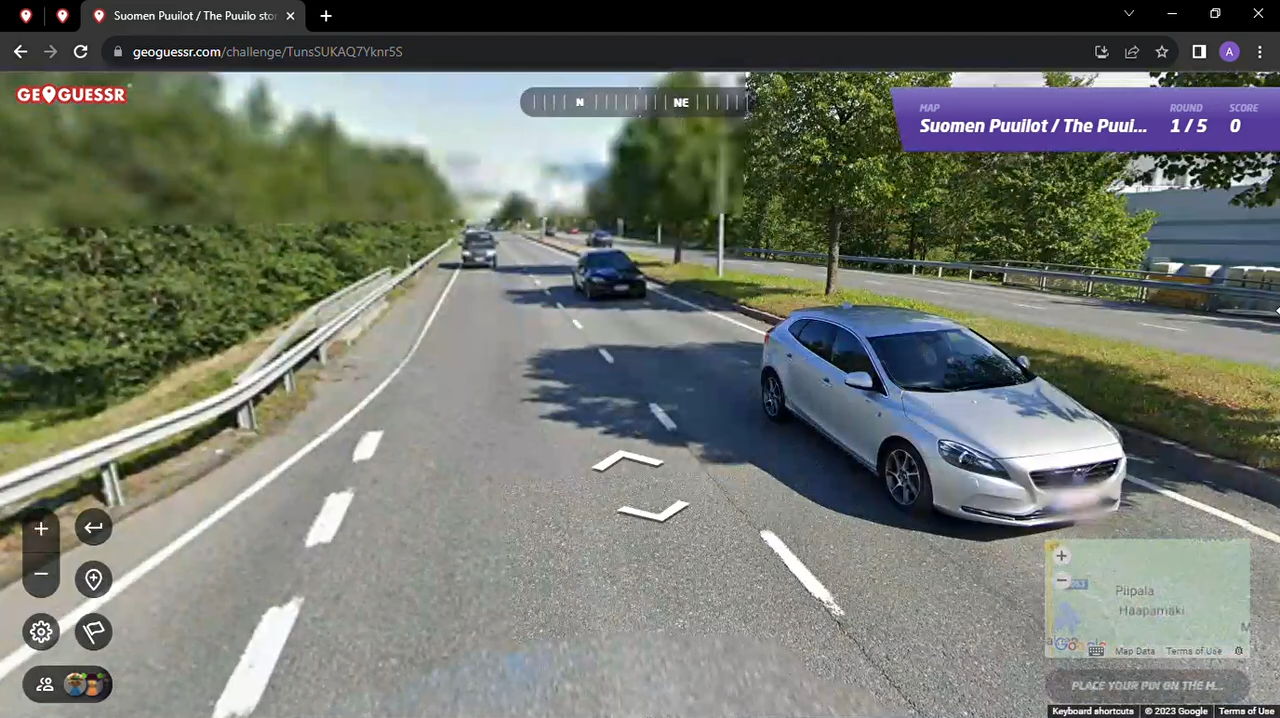 Suomen Puuilot / The Puuilo sto
geoguessr.com/challenge/TunsSUKAQ7Yknr5S
A
GEOGUESSR
N NE
MAP ROUND SCORE
Suomen Puuilot / The Puui... 1 / 5 0
Piipala
Haapamäki
Map Data Terms of Use
PLACE YOUR PIN ON THE M...
Keyboard shortcuts © 2023 Google Terms of Use